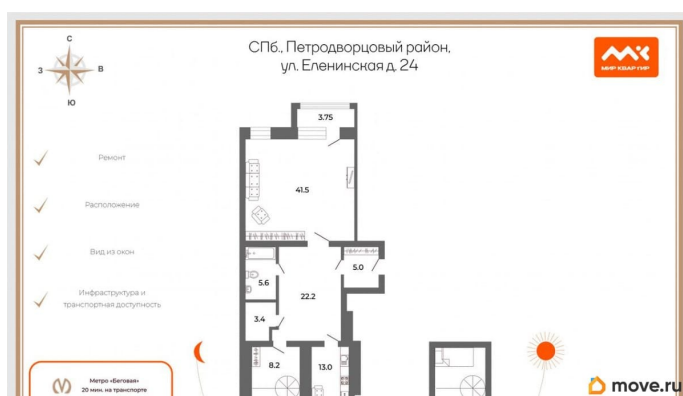 С
З
В
Ю
СПб., Петродворцовый район,
ул. Еленинская д. 24
МИР КВАРТИР
Ремонт
Расположение
Вид из окон
Инфраструктура и
транспортная доступность
3.75
41.5
5.6
5.0
22.2
3.4
8.2
13.0
Метро «Беговая»
20 мин. на транспорте
move.ru